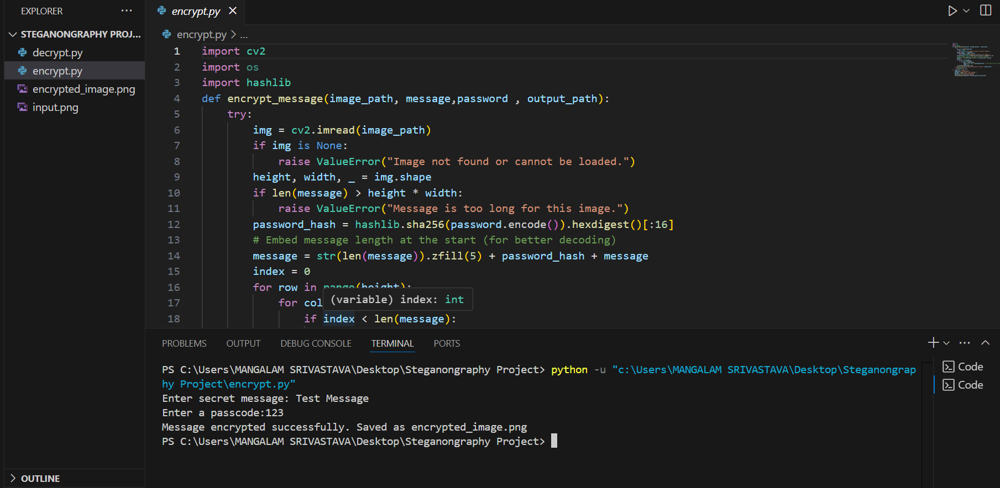 EXPLORER ...
STEGANONGRAPHY PROJ...
decrypt.py
encrypt.py
encrypted_image.png
input.png
OUTLINE
encrypt.py
encrypt.py > ...
1 import cv2
2 import os
3 import hashlib
4 def encrypt_message(image_path, message,password , output_path):
5 try:
6 img = cv2.imread(image_path)
7 if img is None:
8 raise ValueError("Image not found or cannot be loaded.")
9 height, width, _ = img.shape
10 if len(message) > height * width:
11 raise ValueError("Message is too long for this image.")
12 password_hash = hashlib.sha256(password.encode()).hexdigest()[:16]
13 # Embed message length at the start (for better decoding)
14 message = str(len(message)).zfill(5) + password_hash + message
15 index = 0
16 for row in range(height):
17 for col
(variable) index: int
18 if index < len(message):
PROBLEMS OUTPUT DEBUG CONSOLE TERMINAL PORTS
PS C:\Users\MANGALAM SRIVASTAVA\Desktop\Steganongraphy Project> python -u "c:\Users\MANGALAM SRIVASTAVA\Desktop\Steganongrap
hy Project\encrypt.py"
Enter secret message: Test Message
Enter a passcode:123
Message encrypted successfully. Saved as encrypted_image.png
PS C:\Users\MANGALAM SRIVASTAVA\Desktop\Steganongraphy Project>
Code
Code